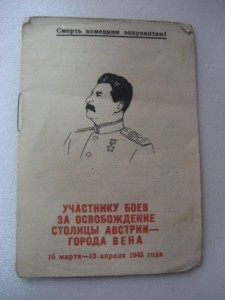 Смерть немецким оккупантам!
УЧАСТНИКУ БОЕВ
ЗА ОСВОБОЖДЕНИЕ
СТОЛИЦЫ АВСТРИИ—
ГОРОДА ВЕНА
16 марта—13 апреля 1945 года